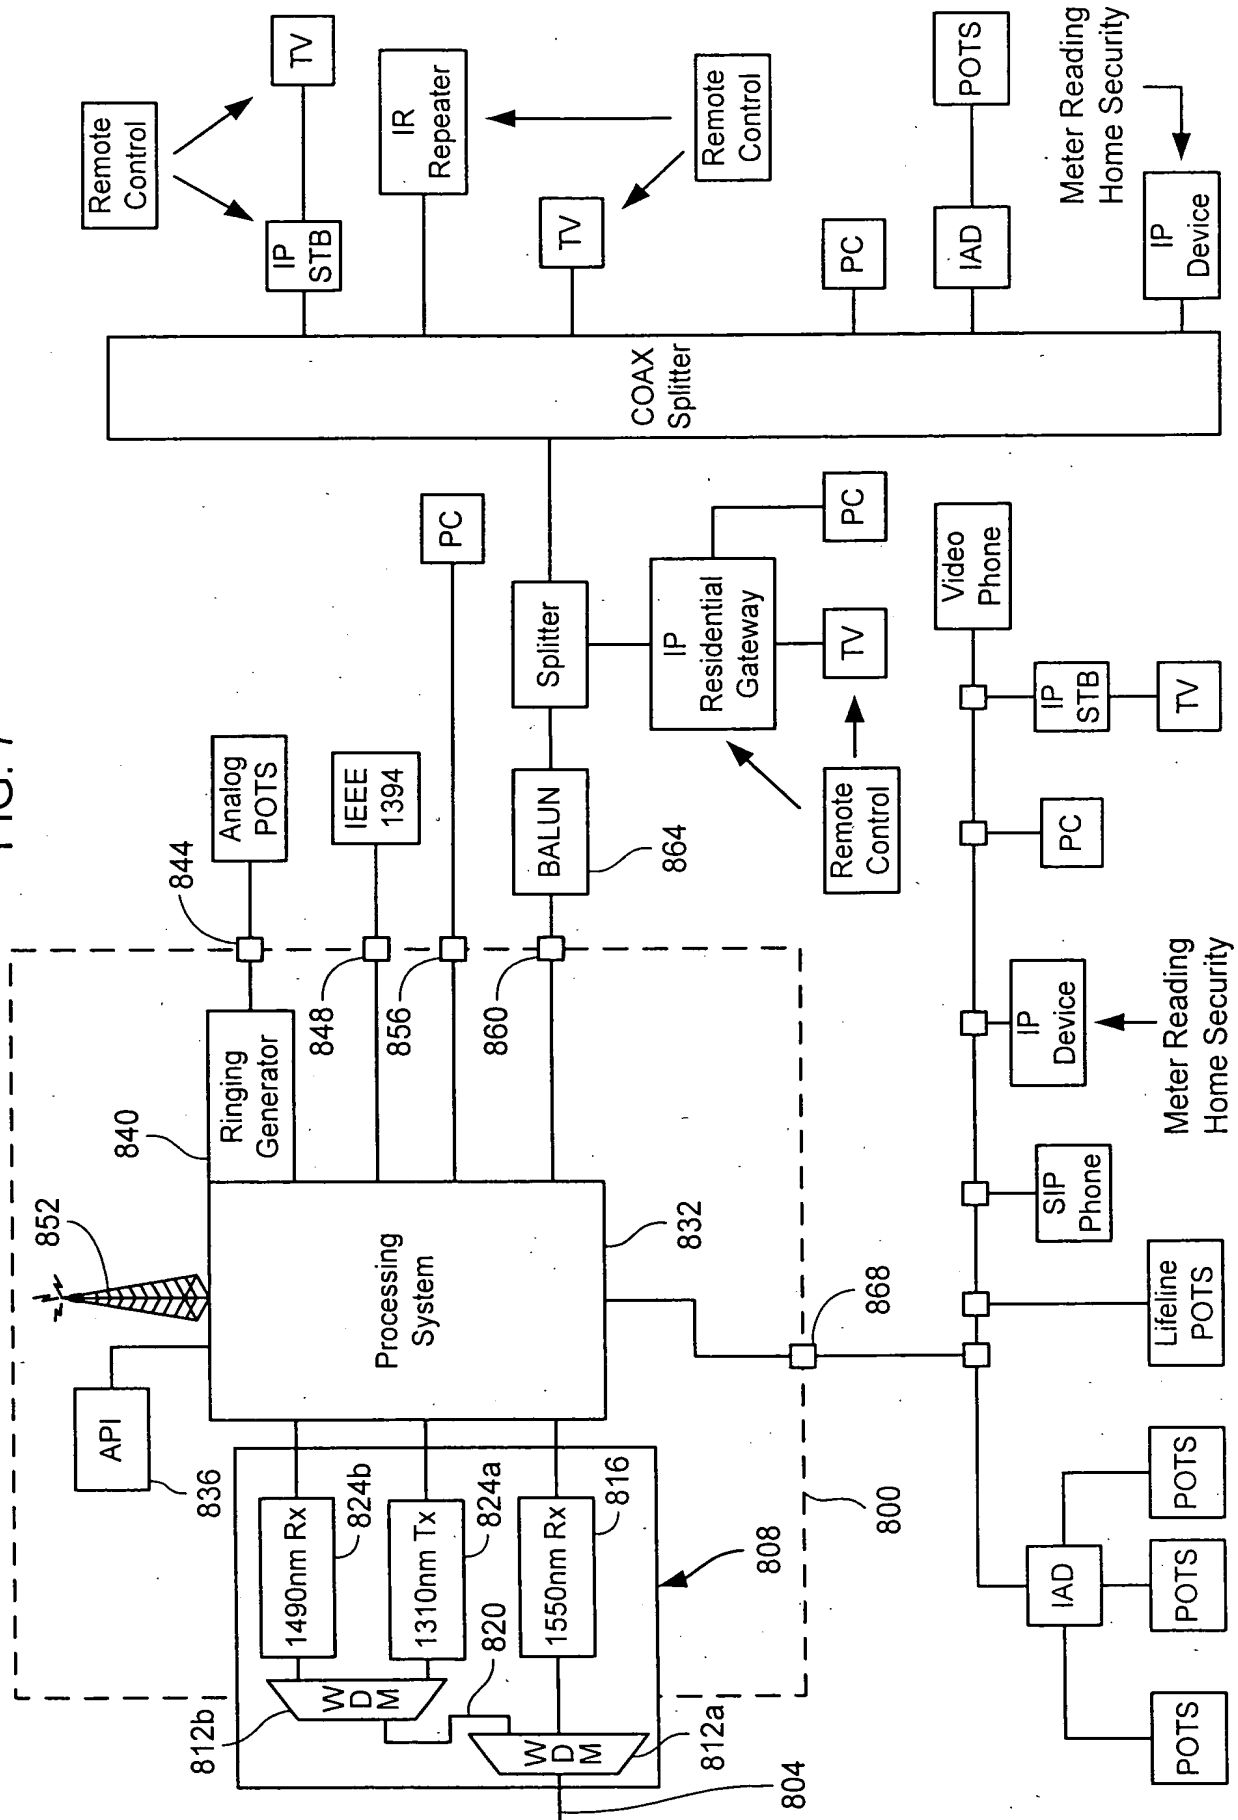 FIG. 7
Remote
Control
TV
IP
STB
IR
Repeater
Remote
Control
TV
PC
POTS
IAD
Meter Reading
Home Security
IP
Device
COAX
Splitter
844
Analog
POTS
IEEE
1394
PC
Splitter
BALUN
864
IP
Residential
Gateway
PC
TV
Remote
Control
852
840
Ringing
Generator
848
856
860
API
836
Processing
System
832
868
1490nm Rx
824b
1310nm Tx
824a
1550nm Rx
816
WDM
812b
820
WDM
812a
804
808
800
Video
Phone
IP
STB
TV
PC
IP
Device
Meter Reading
Home Security
SIP
Phone
Lifeline
POTS
IAD
POTS
POTS
POTS